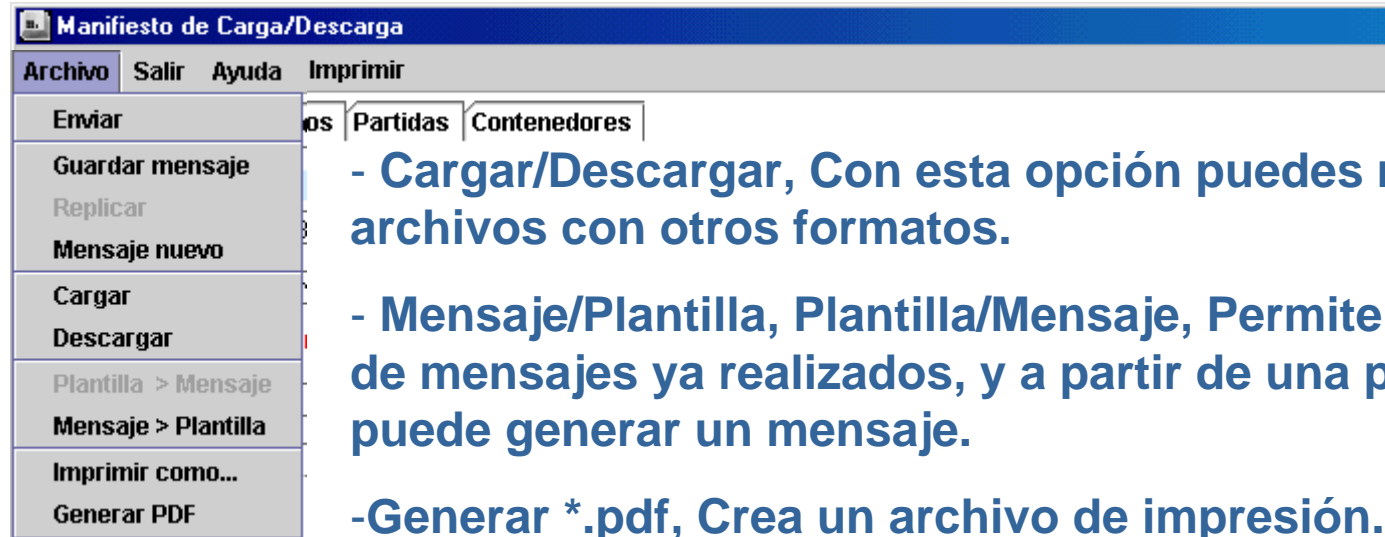 Manifiesto de Carga/Descarga
Archivo Salir Ayuda Imprimir
Enviar
Partidas Contenedores
Guardar mensaje
Replicar
Mensaje nuevo
Cargar
Descargar
Plantilla > Mensaje
Mensaje > Plantilla
Imprimir como...
Generar PDF
- Cargar/Descargar, Con esta opción puedes
archivos con otros formatos.
- Mensaje/Plantilla, Plantilla/Mensaje, Permite
de mensajes ya realizados, y a partir de una
puede generar un mensaje.
-Generar *.pdf, Crea un archivo de impresión.